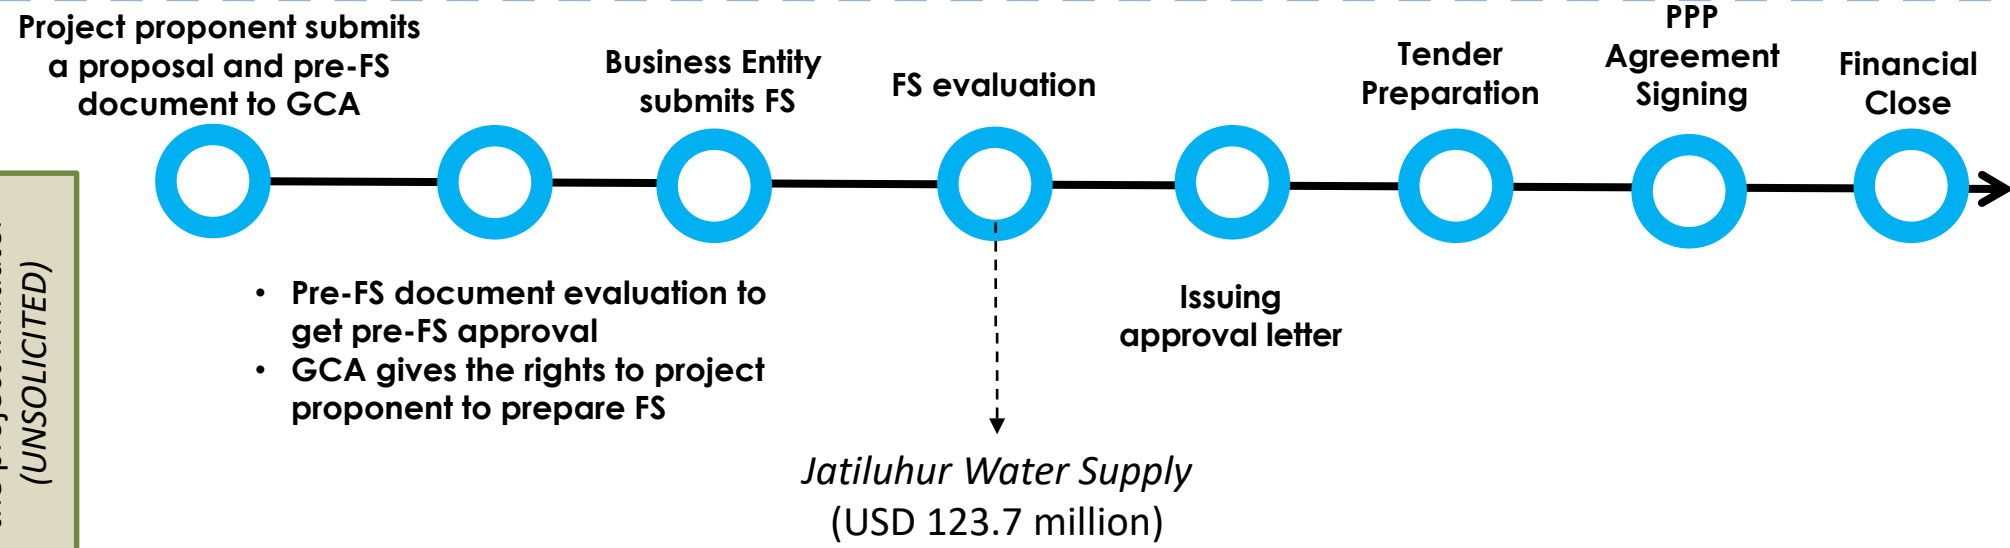 Project proponent submits
a proposal and pre-FS
document to GCA
Business Entity
submits FS
FS evaluation
Tender
Preparation
PPP
Agreement
Signing
Financial
Close
• Pre-FS document evaluation to
get pre-FS approval
• GCA gives the rights to project
proponent to prepare FS
Issuing
approval letter
Jatiluhur Water Supply
(USD 123.7 million)
(UNSOLICITED)